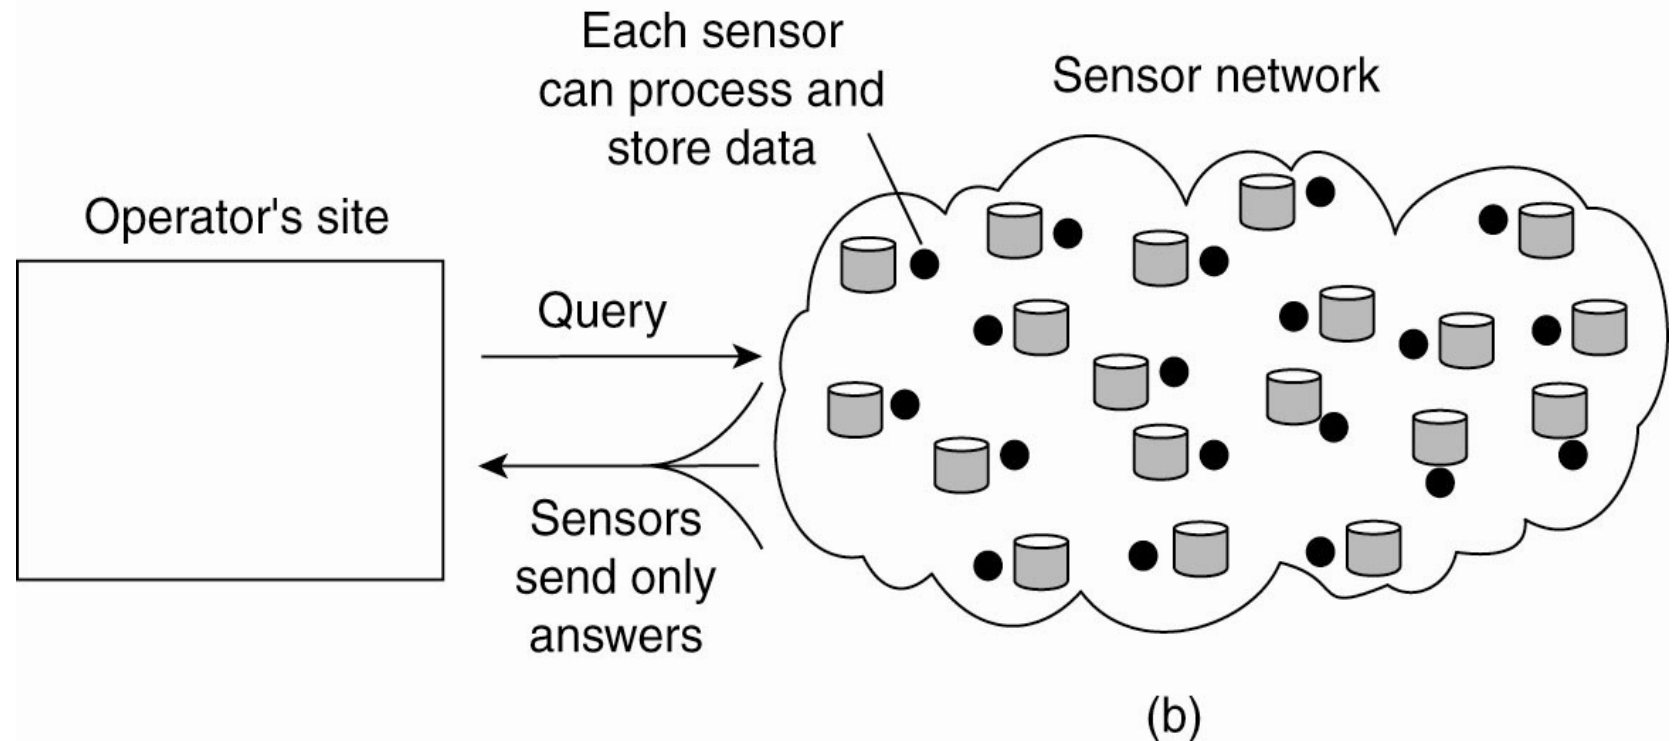 Each sensor
can process and
store data
Sensor network
Operator's site
Query
Sensors
send only
answers
(b)